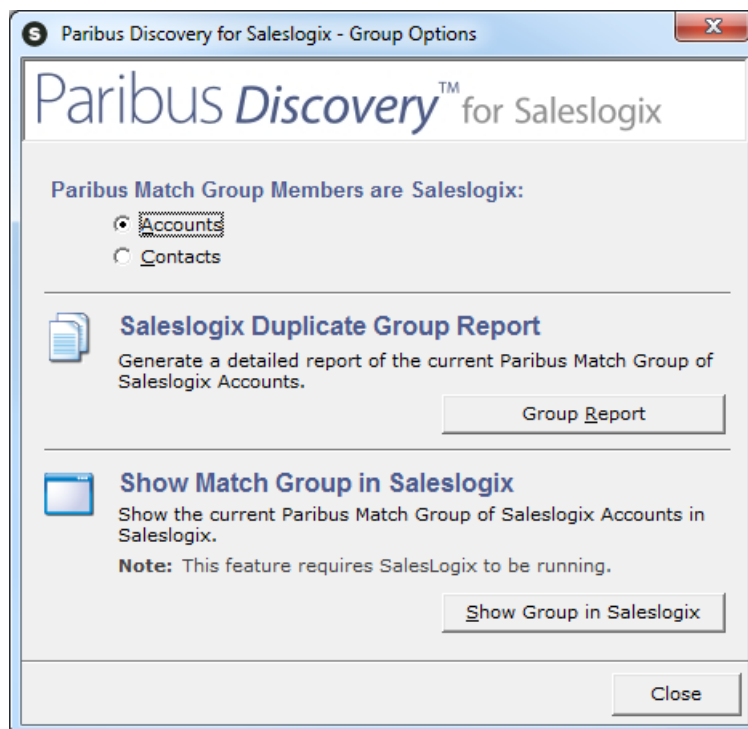 S Paribus Discovery for Saleslogix - Group Options X
Paribus Discovery™ for Saleslogix
Paribus Match Group Members are Saleslogix:
Accounts
Contacts
Saleslogix Duplicate Group Report
Generate a detailed report of the current Paribus Match Group of
Saleslogix Accounts.
Group Report
Show Match Group in Saleslogix
Show the current Paribus Match Group of Saleslogix Accounts in
Saleslogix.
Note: This feature requires SalesLogix to be running.
Show Group in Saleslogix
Close